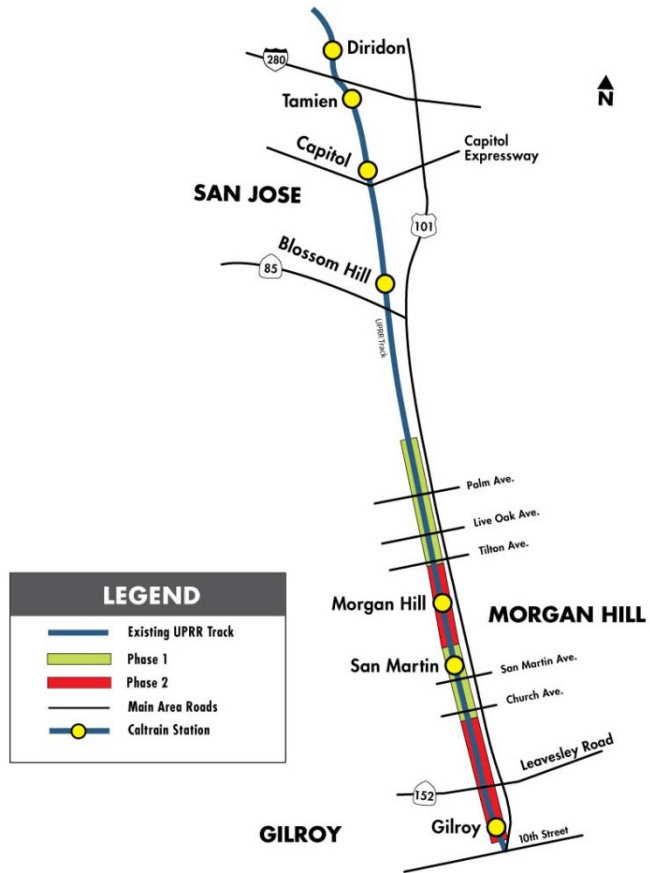 Diridon
280
Tamien
N
Capitol
Capitol
Expressway
SAN JOSE
101
Blossom Hill
85
UPRR Track
Palm Ave.
Live Oak Ave.
Tilton Ave.
LEGEND
Existing UPRR Track
Phase 1
Phase 2
Main Area Roads
Caltrain Station
Morgan Hill
MORGAN HILL
San Martin
San Martin Ave.
Church Ave.
Leavesley Road
152
GILROY
Gilroy
10th Street